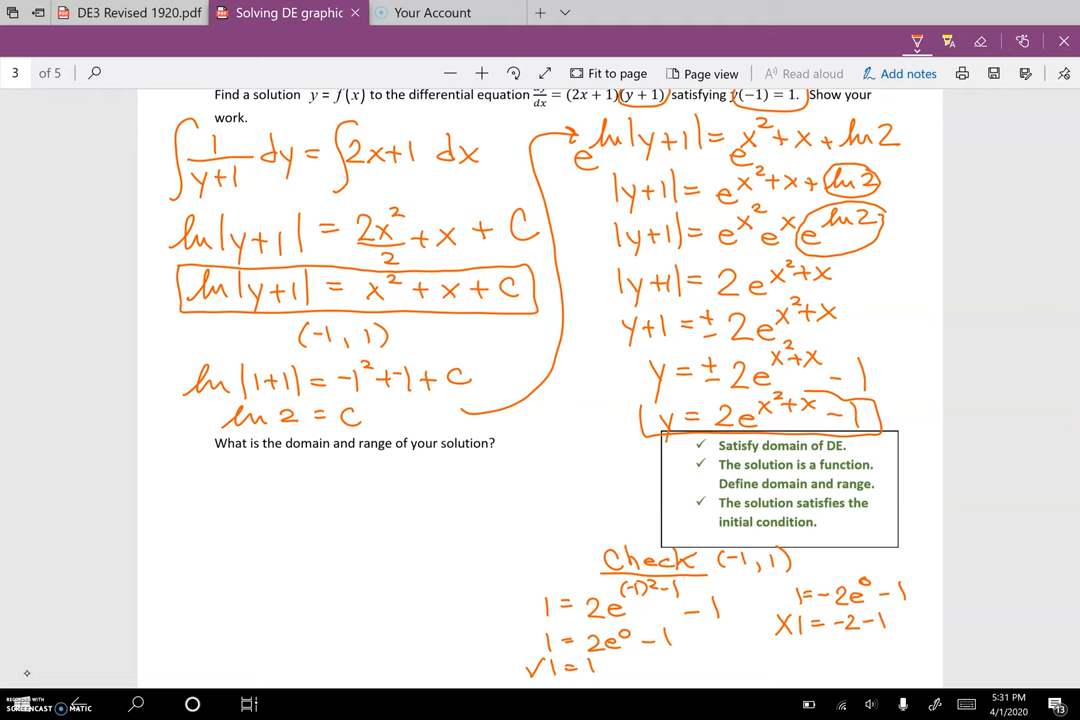 DE3 Revised 1920.pdf
Solving DE graphic
Your Account
3 of 5
Fit to page
Page view
Read aloud
Add notes
Find a solution y = f(x) to the differential equation dy/dx = (2x + 1)(y + 1) satisfying y(−1) = 1. Show your
work.
∫ 1/(y+1) dy = ∫ 2x+1 dx
ln|y+1| = 2x²/2 + x + C
ln|y+1| = x² + x + C
(-1, 1)
ln|1+1| = -1² + -1 + C
ln 2 = C
e^(ln|y+1|) = e^(x² + x + ln 2)
|y+1| = e^(x² + x + ln 2)
|y+1| = e^(x²) e^x e^(ln 2)
|y+1| = 2e^(x²+x)
y+1 = ± 2e^(x²+x)
y = ± 2e^(x²+x) - 1
y = 2e^(x²+x) - 1
What is the domain and range of your solution?
✓ Satisfy domain of DE.
✓ The solution is a function.
Define domain and range.
✓ The solution satisfies the
initial condition.
Check (-1, 1)
1 = 2e^((-1)²-1) - 1
1 = 2e⁰ - 1
√ 1 = 1
1 = -2e⁰ - 1
X 1 = -2 - 1
RECORDED WITH
SCREENCAST MATIC
5:31 PM
4/1/2020
13